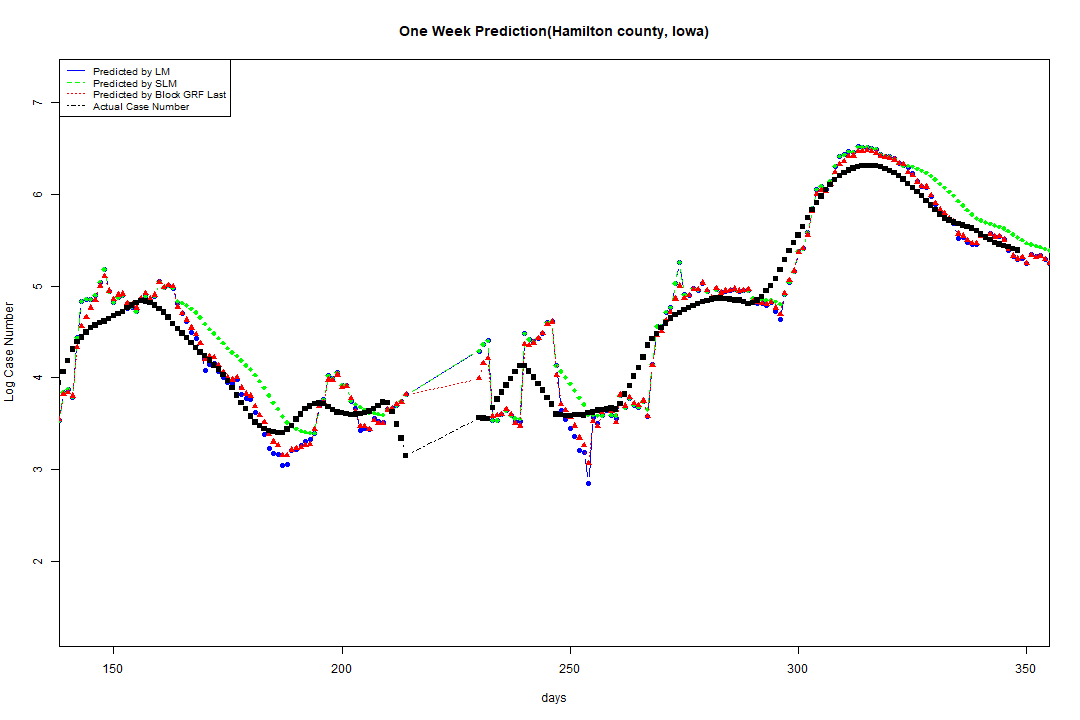 One Week Prediction(Hamilton county, Iowa)
Predicted by LM
Predicted by SLM
Predicted by Block GRF Last
Actual Case Number
Log Case Number
7
6
5
4
3
2
150 200 250 300 350
days